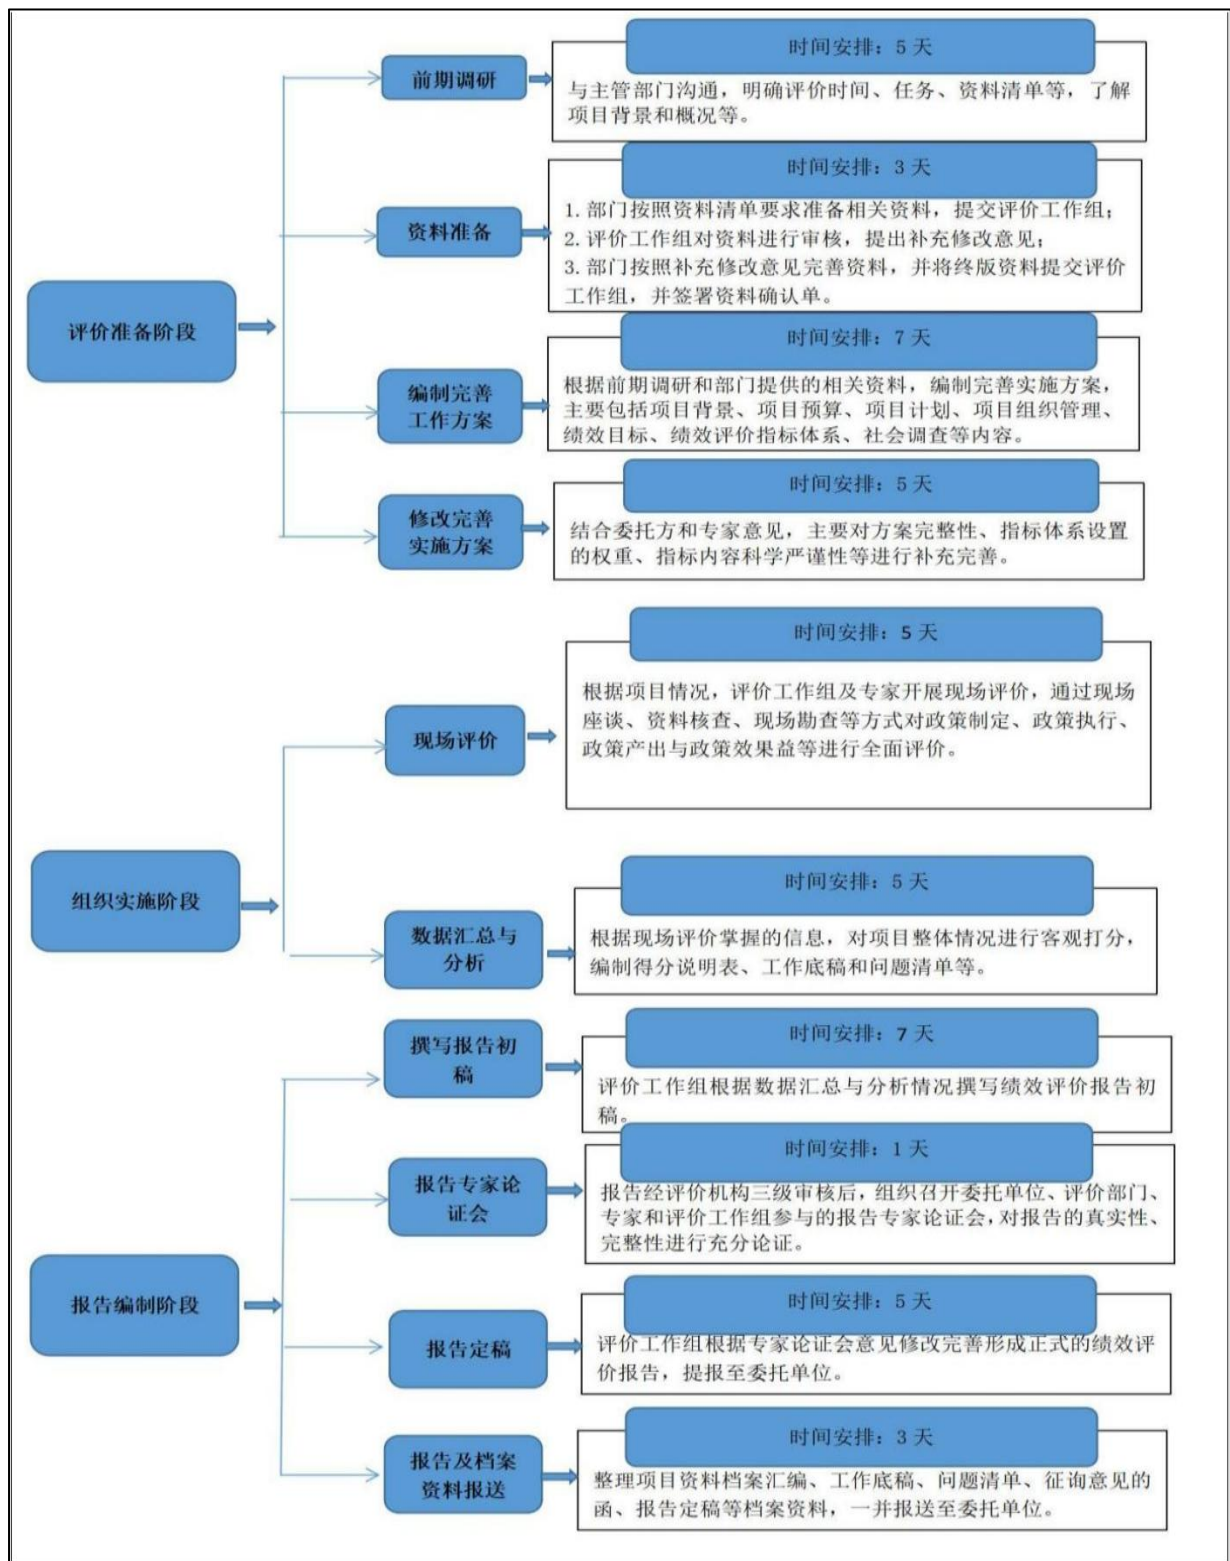 时间安排：5 天
前期调研
与主管部门沟通，明确评价时间、任务、资料清单等，了解
项目背景和概况等。
时间安排：3 天
资料准备
1. 部门按照资料清单要求准备相关资料，提交评价工作组；
2. 评价工作组对资料进行审核，提出补充修改意见；
3. 部门按照补充修改意见完善资料，并将终版资料提交评价
工作组，并签署资料确认单。
评价准备阶段
时间安排：7 天
编制完善
工作方案
根据前期调研和部门提供的相关资料，编制完善实施方案，
主要包括项目背景、项目预算、项目计划、项目组织管理、
绩效目标、绩效评价指标体系、社会调查等内容。
时间安排：5 天
修改完善
实施方案
结合委托方和专家意见，主要对方案完整性、指标体系设置
的权重、指标内容科学严谨性等进行补充完善。
时间安排：5 天
现场评价
根据项目情况，评价工作组及专家开展现场评价，通过现场
座谈、资料核查、现场勘查等方式对政策制定、政策执行、
政策产出与政策效果益等进行全面评价。
组织实施阶段
时间安排：5 天
数据汇总与
分析
根据现场评价掌握的信息，对项目整体情况进行客观打分，
编制得分说明表、工作底稿和问题清单等。
时间安排：7 天
撰写报告初
稿
评价工作组根据数据汇总与分析情况撰写绩效评价报告初
稿。
时间安排：1 天
报告专家论
证会
报告经评价机构三级审核后，组织召开委托单位、评价部门、
专家和评价工作组参与的报告专家论证会，对报告的真实性、
完整性进行充分论证。
报告编制阶段
时间安排：5 天
报告定稿
评价工作组根据专家论证会意见修改完善形成正式的绩效评
价报告，提报至委托单位。
时间安排：3 天
报告及档案
资料报送
整理项目资料档案汇编、工作底稿、问题清单、征询意见的
函、报告定稿等档案资料，一并报送至委托单位。